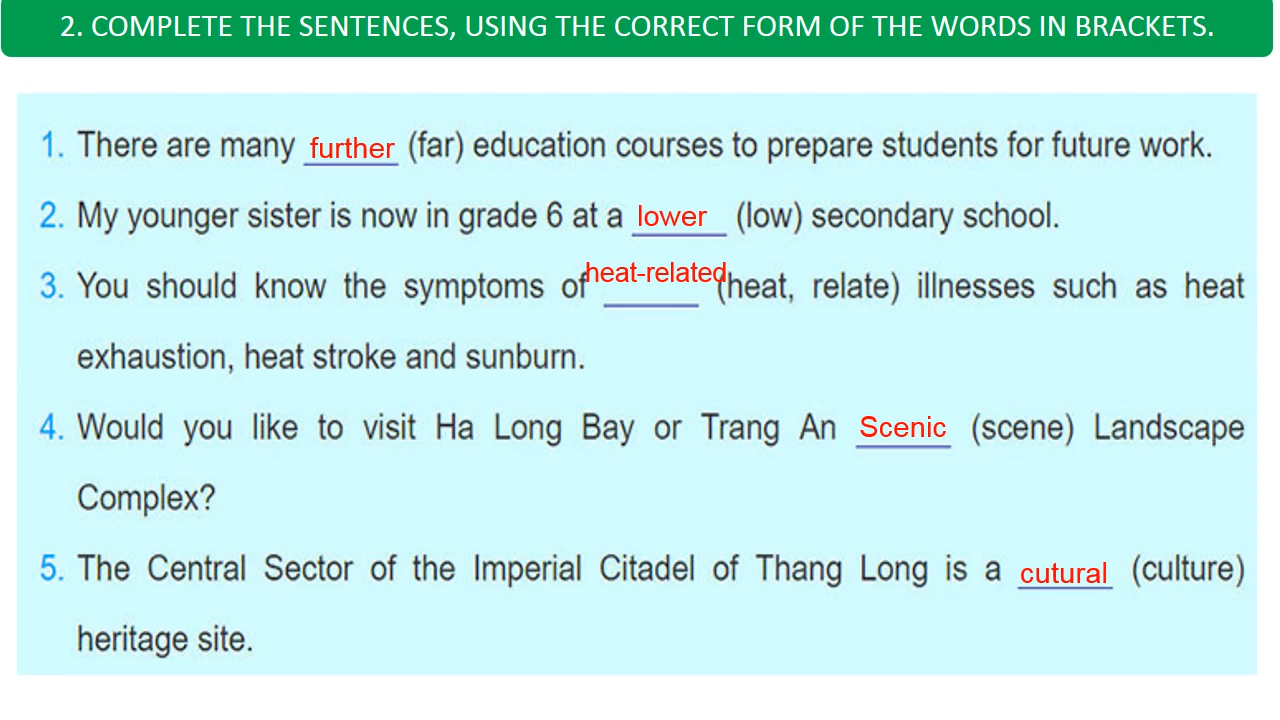 2. COMPLETE THE SENTENCES, USING THE CORRECT FORM OF THE WORDS IN BRACKETS.
1. There are many further (far) education courses to prepare students for future work.
2. My younger sister is now in grade 6 at a lower (low) secondary school.
3. You should know the symptoms of heat-related (heat, relate) illnesses such as heat
exhaustion, heat stroke and sunburn.
4. Would you like to visit Ha Long Bay or Trang An Scenic (scene) Landscape
Complex?
5. The Central Sector of the Imperial Citadel of Thang Long is a cutural (culture)
heritage site.